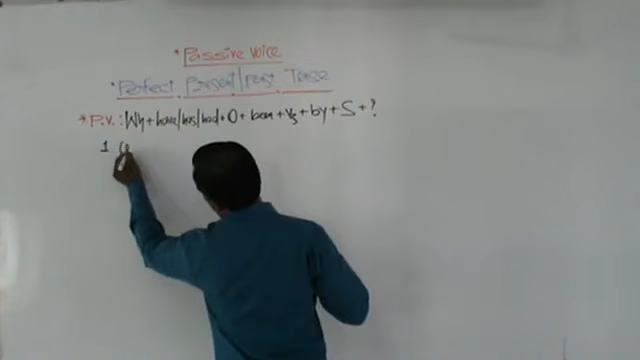 * Passive Voice
* Perfect Present/Past Tense
→ P.V. : Wh + have/has/had + O + been + V3 + by + S + ?
1